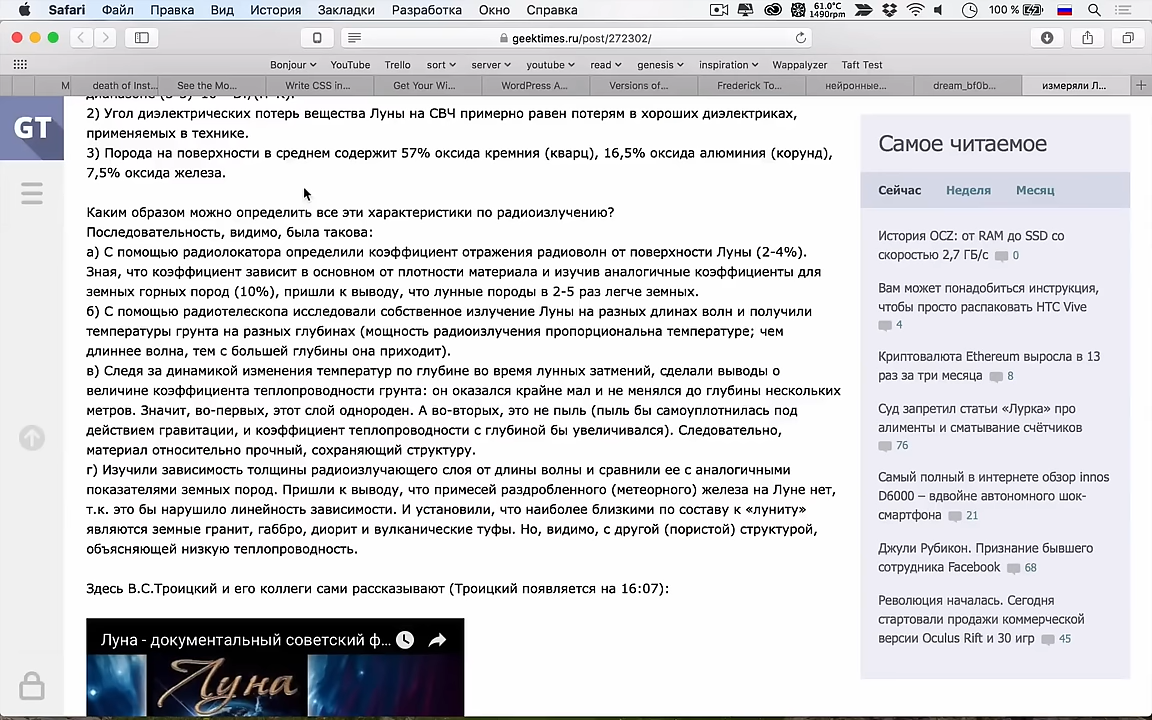 Safari Файл Правка Вид История Закладки Разработка Окно Справка 61.0°C 1490rpm 100 %
geektimes.ru/post/272302/
Bonjour YouTube Trello sort server youtube read genesis inspiration Wappalyzer Taft Test
M death of Inst... See the Mo... Write CSS in... Get Your Wi... WordPress A... Versions of... Frederick To... нейронные... dream_bf0b... измеряли Л...
GT
2) Угол диэлектрических потерь вещества Луны на СВЧ примерно равен потерям в хороших диэлектриках,
применяемых в технике.
3) Порода на поверхности в среднем содержит 57% оксида кремния (кварц), 16,5% оксида алюминия (корунд),
7,5% оксида железа.
Каким образом можно определить все эти характеристики по радиоизлучению?
Последовательность, видимо, была такова:
а) С помощью радиолокатора определили коэффициент отражения радиоволн от поверхности Луны (2-4%).
Зная, что коэффициент зависит в основном от плотности материала и изучив аналогичные коэффициенты для
земных горных пород (10%), пришли к выводу, что лунные породы в 2-5 раз легче земных.
б) С помощью радиотелескопа исследовали собственное излучение Луны на разных длинах волн и получили
температуры грунта на разных глубинах (мощность радиоизлучения пропорциональна температуре; чем
длиннее волна, тем с большей глубины она приходит).
в) Следя за динамикой изменения температур по глубине во время лунных затмений, сделали выводы о
величине коэффициента теплопроводности грунта: он оказался крайне мал и не менялся до глубины нескольких
метров. Значит, во-первых, этот слой однороден. А во-вторых, это не пыль (пыль бы самоуплотнилась под
действием гравитации, и коэффициент теплопроводности с глубиной бы увеличивался). Следовательно,
материал относительно прочный, сохраняющий структуру.
г) Изучили зависимость толщины радиоизлучающего слоя от длины волны и сравнили ее с аналогичными
показателями земных пород. Пришли к выводу, что примесей раздробленного (метеорного) железа на Луне нет,
т.к. это бы нарушило линейность зависимости. И установили, что наиболее близкими по составу к «луниту»
являются земные гранит, габбро, диорит и вулканические туфы. Но, видимо, с другой (пористой) структурой,
объясняющей низкую теплопроводность.
Здесь В.С.Троицкий и его коллеги сами рассказывают (Троицкий появляется на 16:07):
Луна - документальный советский ф...
Луна
Самое читаемое
Сейчас Неделя Месяц
История OCZ: от RAM до SSD со
скоростью 2,7 ГБ/с 0
Вам может понадобиться инструкция,
чтобы просто распаковать HTC Vive
4
Криптовалюта Ethereum выросла в 13
раз за три месяца 8
Суд запретил статьи «Лурка» про
алименты и сматывание счётчиков
76
Самый полный в интернете обзор innos
D6000 – вдвойне автономного шок-
смартфона 21
Джули Рубикон. Признание бывшего
сотрудника Facebook 68
Революция началась. Сегодня
стартовали продажи коммерческой
версии Oculus Rift и 30 игр 45